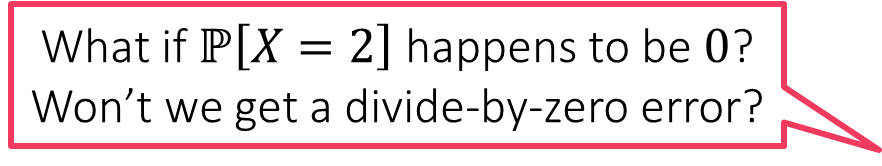 What if ℙ[𝑋 = 2] happens to be 0?
Won’t we get a divide-by-zero error?